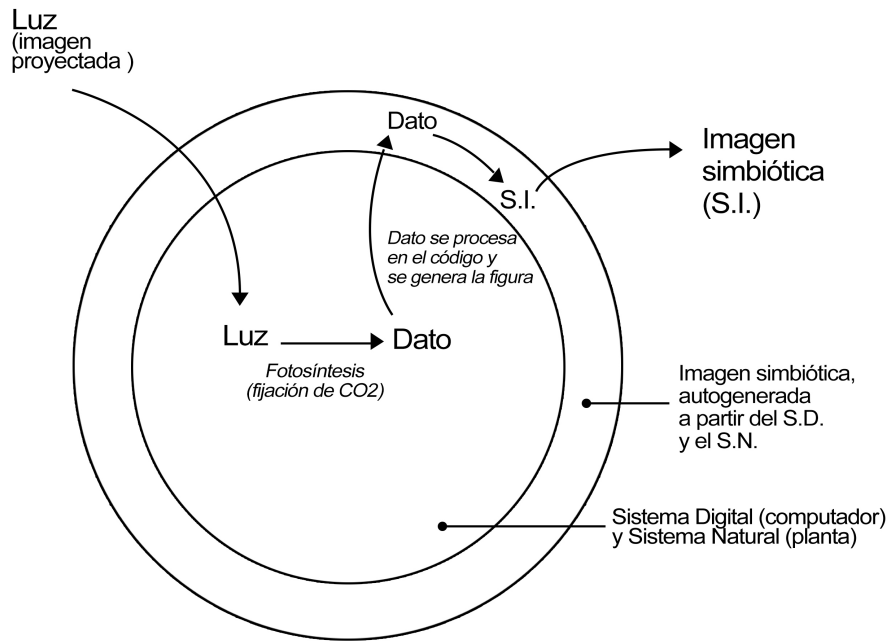 Luz
(imagen
proyectada )
Dato
S.I.
Imagen
simbiótica
(S.I.)
Dato se procesa
en el código y
se genera la figura
Luz
Dato
Fotosíntesis
(fijación de CO2)
Imagen simbiótica,
autogenerada
a partir del S.D.
y el S.N.
Sistema Digital (computador)
y Sistema Natural (planta)